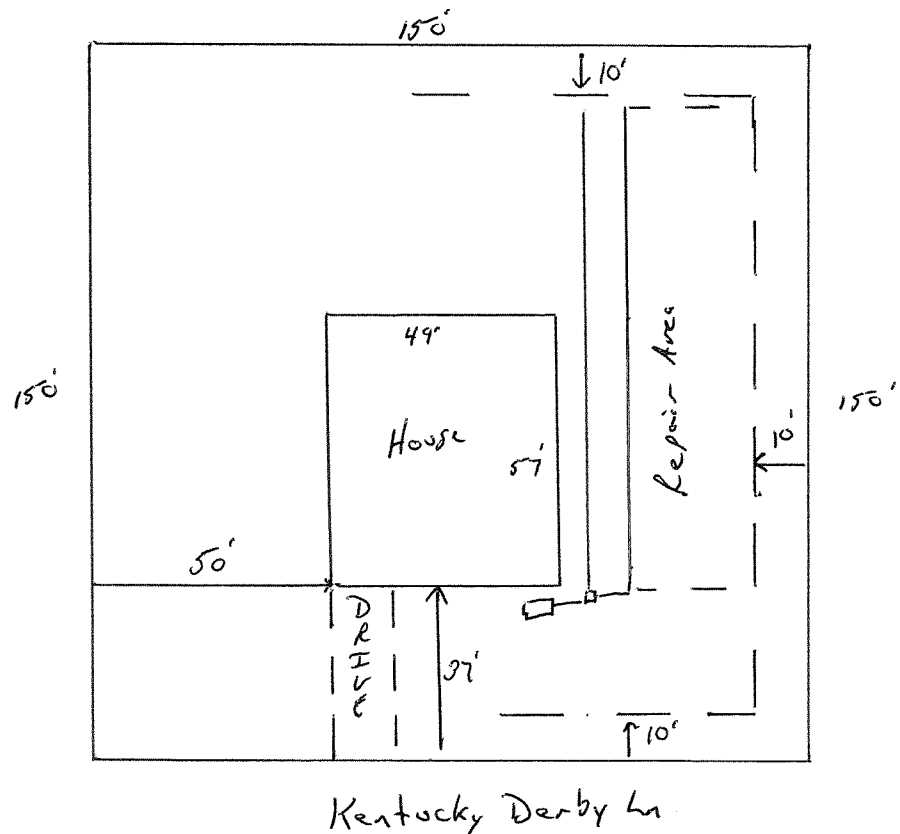 150'
10'
49'
150'
150'
House
57'
Repair Area
10'
50'
DRIVE
37'
10'
Kentucky Derby Ln